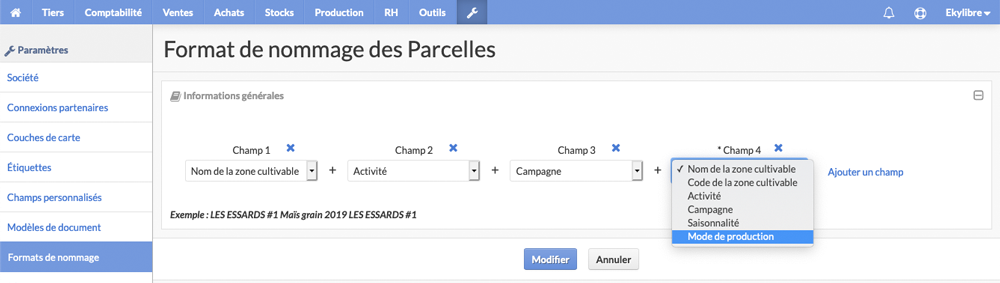 Tiers Comptabilité Ventes Achats Stocks Production RH Outils Ekylibre
Paramètres
Société
Connexions partenaires
Couches de carte
Étiquettes
Champs personnalisés
Modèles de document
Formats de nommage
Format de nommage des Parcelles
Informations générales
Champ 1 Champ 2 Champ 3 * Champ 4
Nom de la zone cultivable + Activité + Campagne +
✓ Nom de la zone cultivable
Code de la zone cultivable
Activité
Campagne
Saisonnalité
Mode de production
Ajouter un champ
Exemple : LES ESSARDS #1 Maïs grain 2019 LES ESSARDS #1
Modifier Annuler